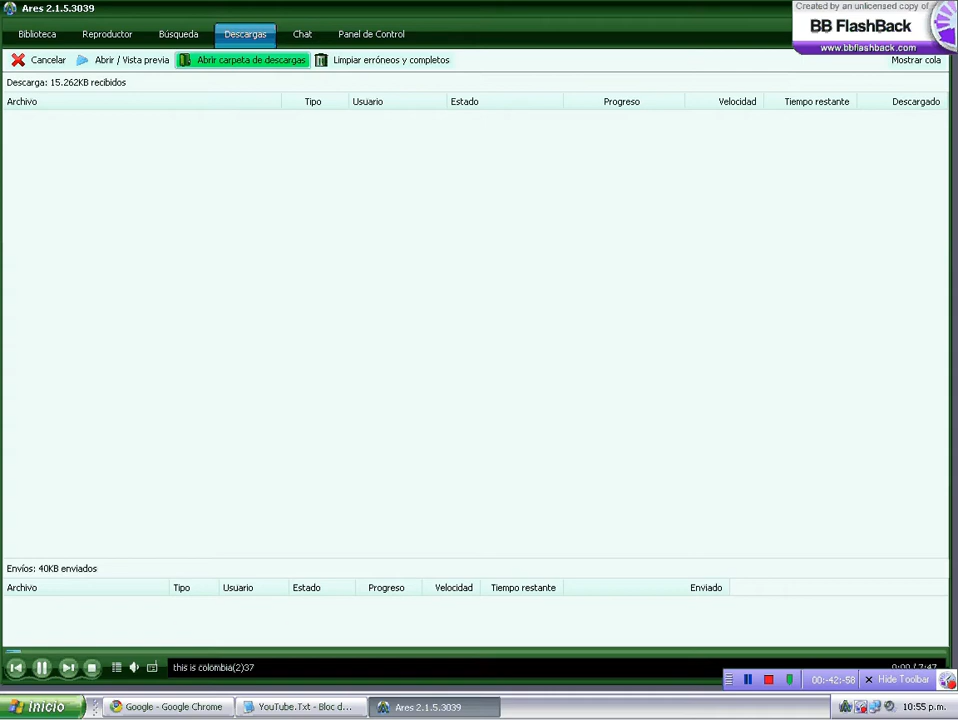 Ares 2.1.5.3039
Created by an unlicensed copy of
BB FlashBack
www.bbflashback.com
Biblioteca Reproductor Búsqueda Descargas Chat Panel de Control
Cancelar Abrir / Vista previa Abrir carpeta de descargas Limpiar erróneos y completos Mostrar cola
Descarga: 15.262KB recibidos
Archivo Tipo Usuario Estado Progreso Velocidad Tiempo restante Descargado
Envíos: 40KB enviados
Archivo Tipo Usuario Estado Progreso Velocidad Tiempo restante Enviado
this is colombia(2)37 0:00 / 7:47
00:-42:-58 Hide Toolbar
inicio Google - Google Chrome YouTube.Txt - Bloc d... Ares 2.1.5.3039 10:55 p.m.